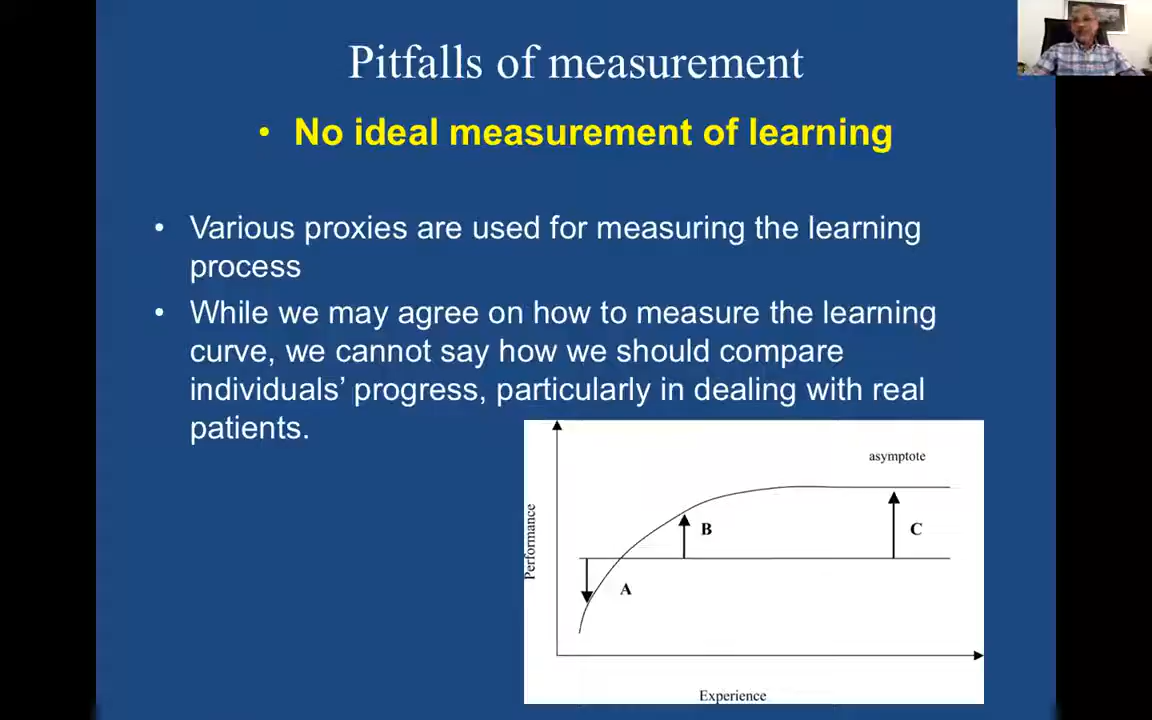 Pitfalls of measurement
• No ideal measurement of learning
• Various proxies are used for measuring the learning
process
• While we may agree on how to measure the learning
curve, we cannot say how we should compare
individuals’ progress, particularly in dealing with real
patients.
asymptote
Performance
B
C
A
Experience